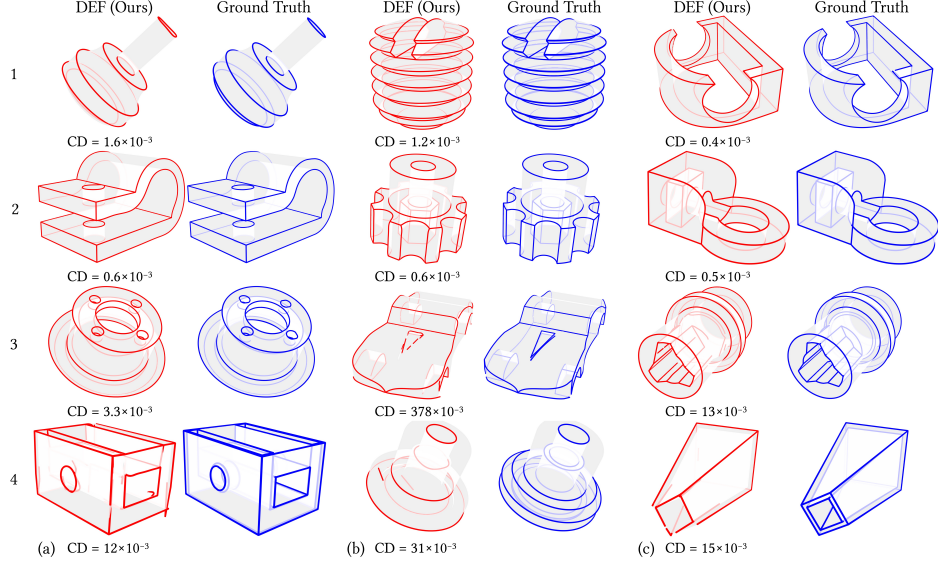 DEF (Ours) Ground Truth DEF (Ours) Ground Truth DEF (Ours) Ground Truth
1
CD = 1.6×10⁻³ CD = 1.2×10⁻³ CD = 0.4×10⁻³
2
CD = 0.6×10⁻³ CD = 0.6×10⁻³ CD = 0.5×10⁻³
3
CD = 3.3×10⁻³ CD = 378×10⁻³ CD = 13×10⁻³
4
(a) CD = 12×10⁻³ (b) CD = 31×10⁻³ (c) CD = 15×10⁻³